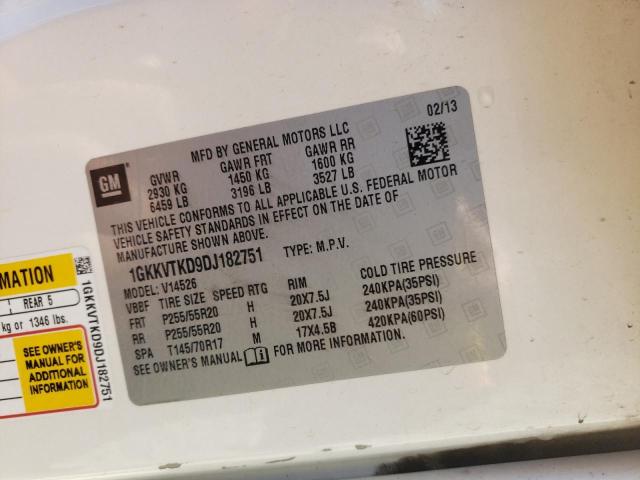 02/13
MFD BY GENERAL MOTORS LLC
GM
GVWR GAWR FRT GAWR RR
2930 KG 1450 KG 1600 KG
6459 LB 3196 LB 3527 LB
THIS VEHICLE CONFORMS TO ALL APPLICABLE U.S. FEDERAL MOTOR
VEHICLE SAFETY STANDARDS IN EFFECT ON THE DATE OF
MANUFACTURE SHOWN ABOVE.
1GKKVTKD9DJ182751 TYPE: M.P.V.
MODEL: V14526
VBBF TIRE SIZE SPEED RTG RIM COLD TIRE PRESSURE
FRT P255/55R20 H 20X7.5J 240KPA(35PSI)
RR P255/55R20 H 20X7.5J 240KPA(35PSI)
SPA T145/70R17 M 17X4.5B 420KPA(60PSI)
SEE OWNER'S MANUAL i FOR MORE INFORMATION.
RMATION
REAR 5
kg or 1346 lbs.
SEE OWNER'S
MANUAL FOR
ADDITIONAL
INFORMATION
1GKKVTKD9DJ182751